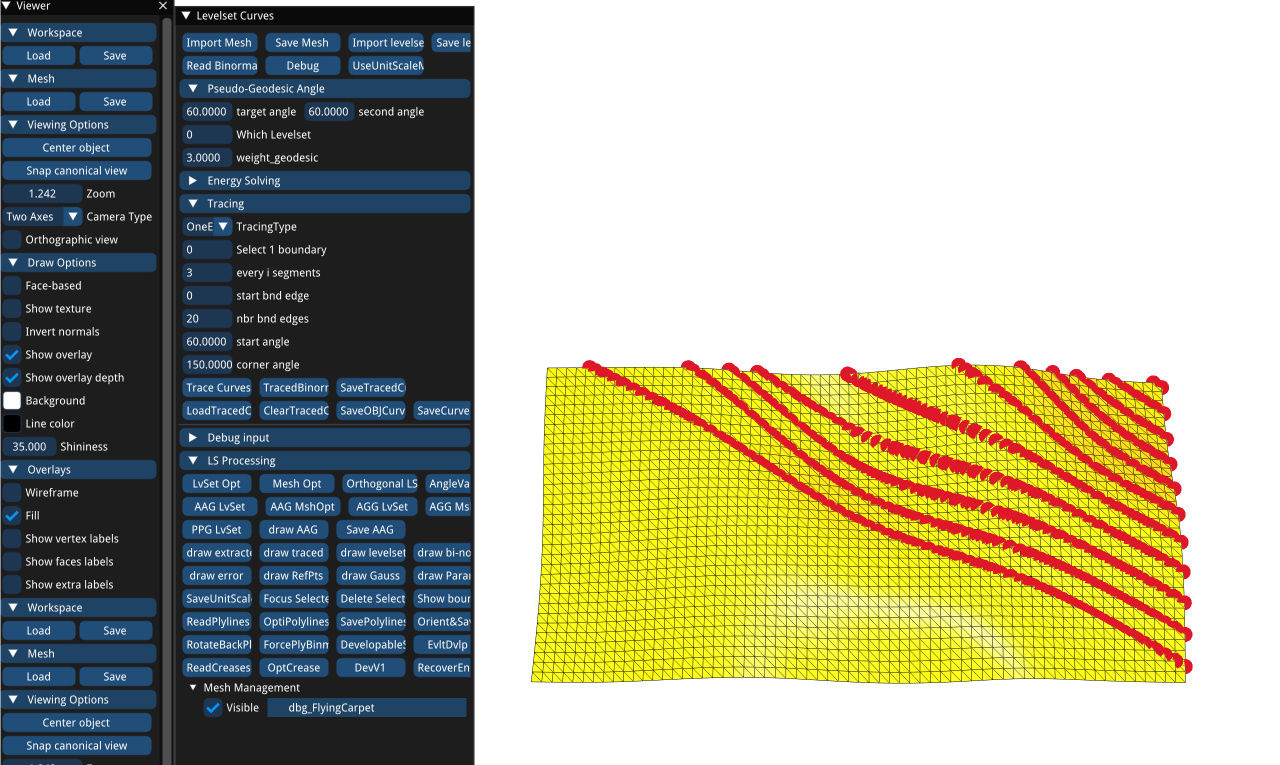 Viewer
Workspace
Load Save
Mesh
Load Save
Viewing Options
Center object
Snap canonical view
1.242 Zoom
Two Axes Camera Type
Orthographic view
Draw Options
Face-based
Show texture
Invert normals
Show overlay
Show overlay depth
Background
Line color
35.000 Shininess
Overlays
Wireframe
Fill
Show vertex labels
Show faces labels
Show extra labels
Workspace
Load Save
Mesh
Load Save
Viewing Options
Center object
Snap canonical view
Levelset Curves
Import Mesh Save Mesh Import levelse Save le
Read Binorma Debug UseUnitScaleM
Pseudo-Geodesic Angle
60.0000 target angle 60.0000 second angle
0 Which Levelset
3.0000 weight_geodesic
Energy Solving
Tracing
OneE TracingType
0 Select 1 boundary
3 every i segments
0 start bnd edge
20 nbr bnd edges
60.0000 start angle
150.0000 corner angle
Trace Curves TracedBinorr SaveTracedC
LoadTracedC ClearTracedC SaveOBJCurv SaveCurve
Debug input
LS Processing
LvSet Opt Mesh Opt Orthogonal LS AngleVa
AAG LvSet AAG MshOpt AGG LvSet AGG Ms
PPG LvSet draw AAG Save AAG
draw extracte draw traced draw levelset draw bi-no
draw error draw RefPts draw Gauss draw Para
SaveUnitScal Focus Selecte Delete Select Show bour
ReadPlylines OptiPolylines SavePolylines Orient&Sav
RotateBackPl ForcePlyBinn DevelopableS EvltDvlp
ReadCreases OptCrease DevV1 RecoverEn
Mesh Management
Visible dbg_FlyingCarpet